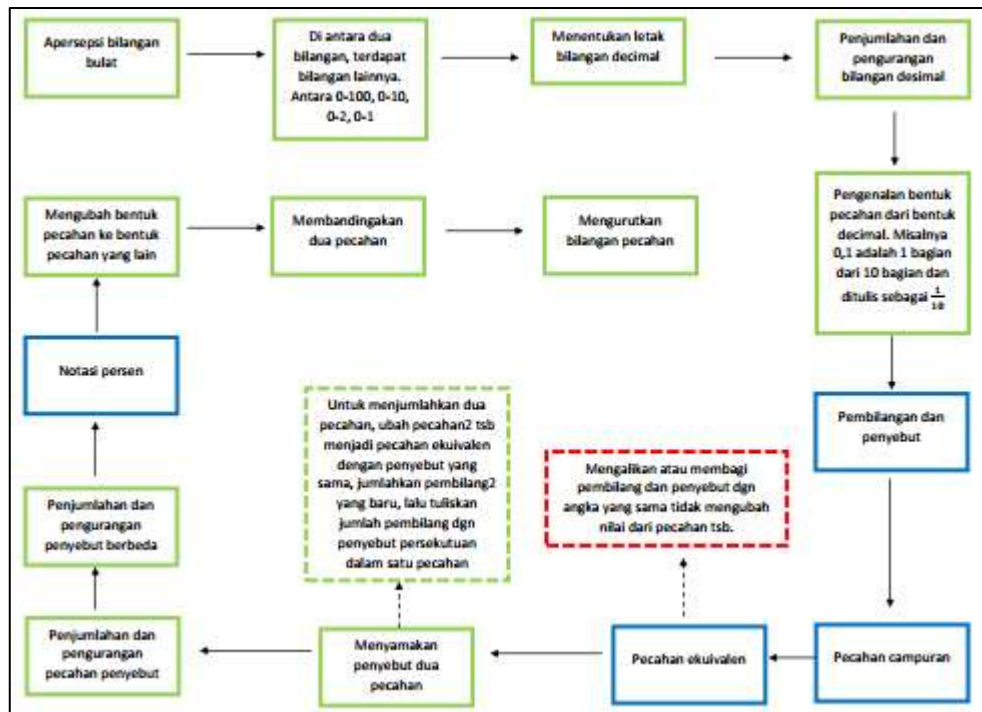 Apersepsi bilangan
bulat
Di antara dua
bilangan, terdapat
bilangan lainnya.
Antara 0-100, 0-10,
0-2, 0-1
Menentukan letak
bilangan decimal
Penjumlahan dan
pengurangan
bilangan desimal
Mengubah bentuk
pecahan ke bentuk
pecahan yang lain
Membandingakan
dua pecahan
Mengurutkan
bilangan pecahan
Pengenalan bentuk
pecahan dari bentuk
decimal. Misalnya
0,1 adalah 1 bagian
dari 10 bagian dan
ditulis sebagai 1/10
Notasi persen
Untuk menjumlahkan dua
pecahan, ubah pecahan2 tsb
menjadi pecahan ekuivalen
dengan penyebut yang
sama, jumlahkan pembilang2
yang baru, lalu tuliskan
jumlah pembilang dgn
penyebut persekutuan
dalam satu pecahan
Mengalikan atau membagi
pembilang dan penyebut dgn
angka yang sama tidak mengubah
nilai dari pecahan tsb.
Pembilangan dan
penyebut
Penjumlahan dan
pengurangan
penyebut berbeda
Penjumlahan dan
pengurangan
pecahan penyebut
Menyamakan
penyebut dua
pecahan
Pecahan ekuivalen
Pecahan campuran